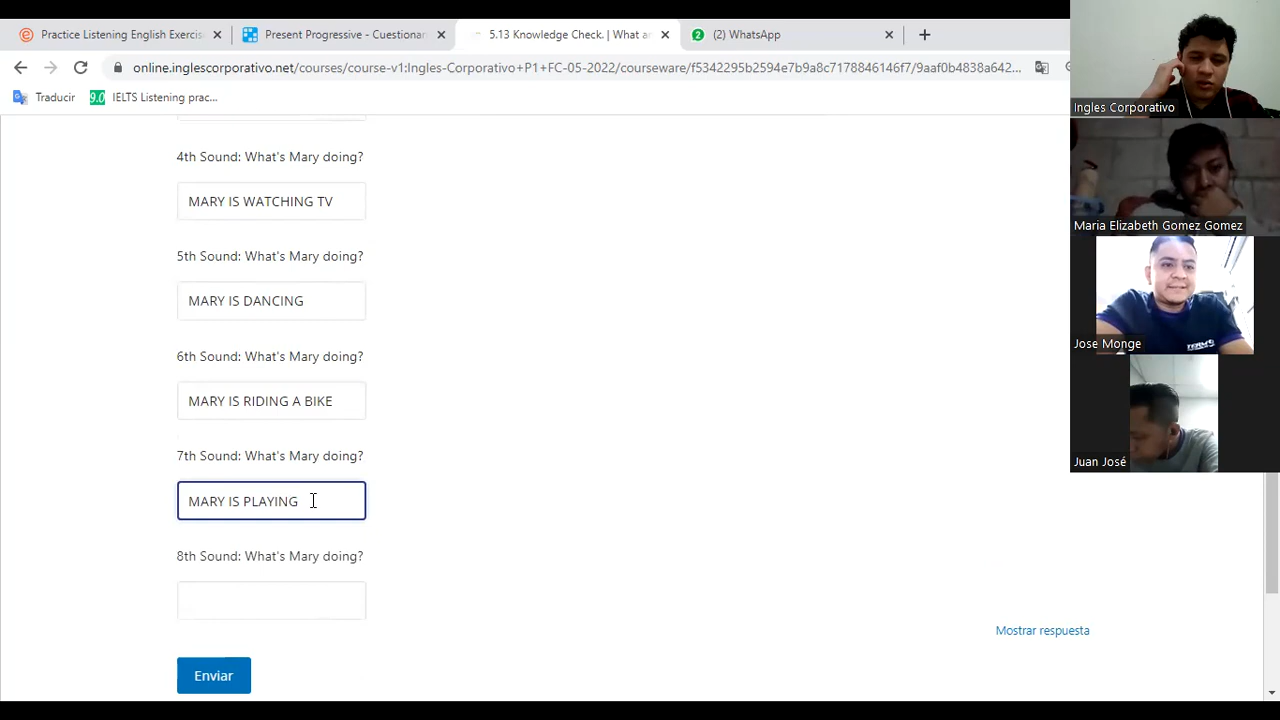 Practice Listening English Exercis
Present Progressive - Cuestionar
5.13 Knowledge Check. | What ar
2
(2) WhatsApp
online.inglescorporativo.net/courses/course-v1:Ingles-Corporativo+P1+FC-05-2022/courseware/f5342295b2594e7b9a8c7178846146f7/9aaf0b4838a642...
Traducir
9.0
IELTS Listening prac...
4th Sound: What's Mary doing?
MARY IS WATCHING TV
5th Sound: What's Mary doing?
MARY IS DANCING
6th Sound: What's Mary doing?
MARY IS RIDING A BIKE
7th Sound: What's Mary doing?
MARY IS PLAYING
8th Sound: What's Mary doing?
Mostrar respuesta
Enviar
Ingles Corporativo
Maria Elizabeth Gomez Gomez
Jose Monge
Juan José